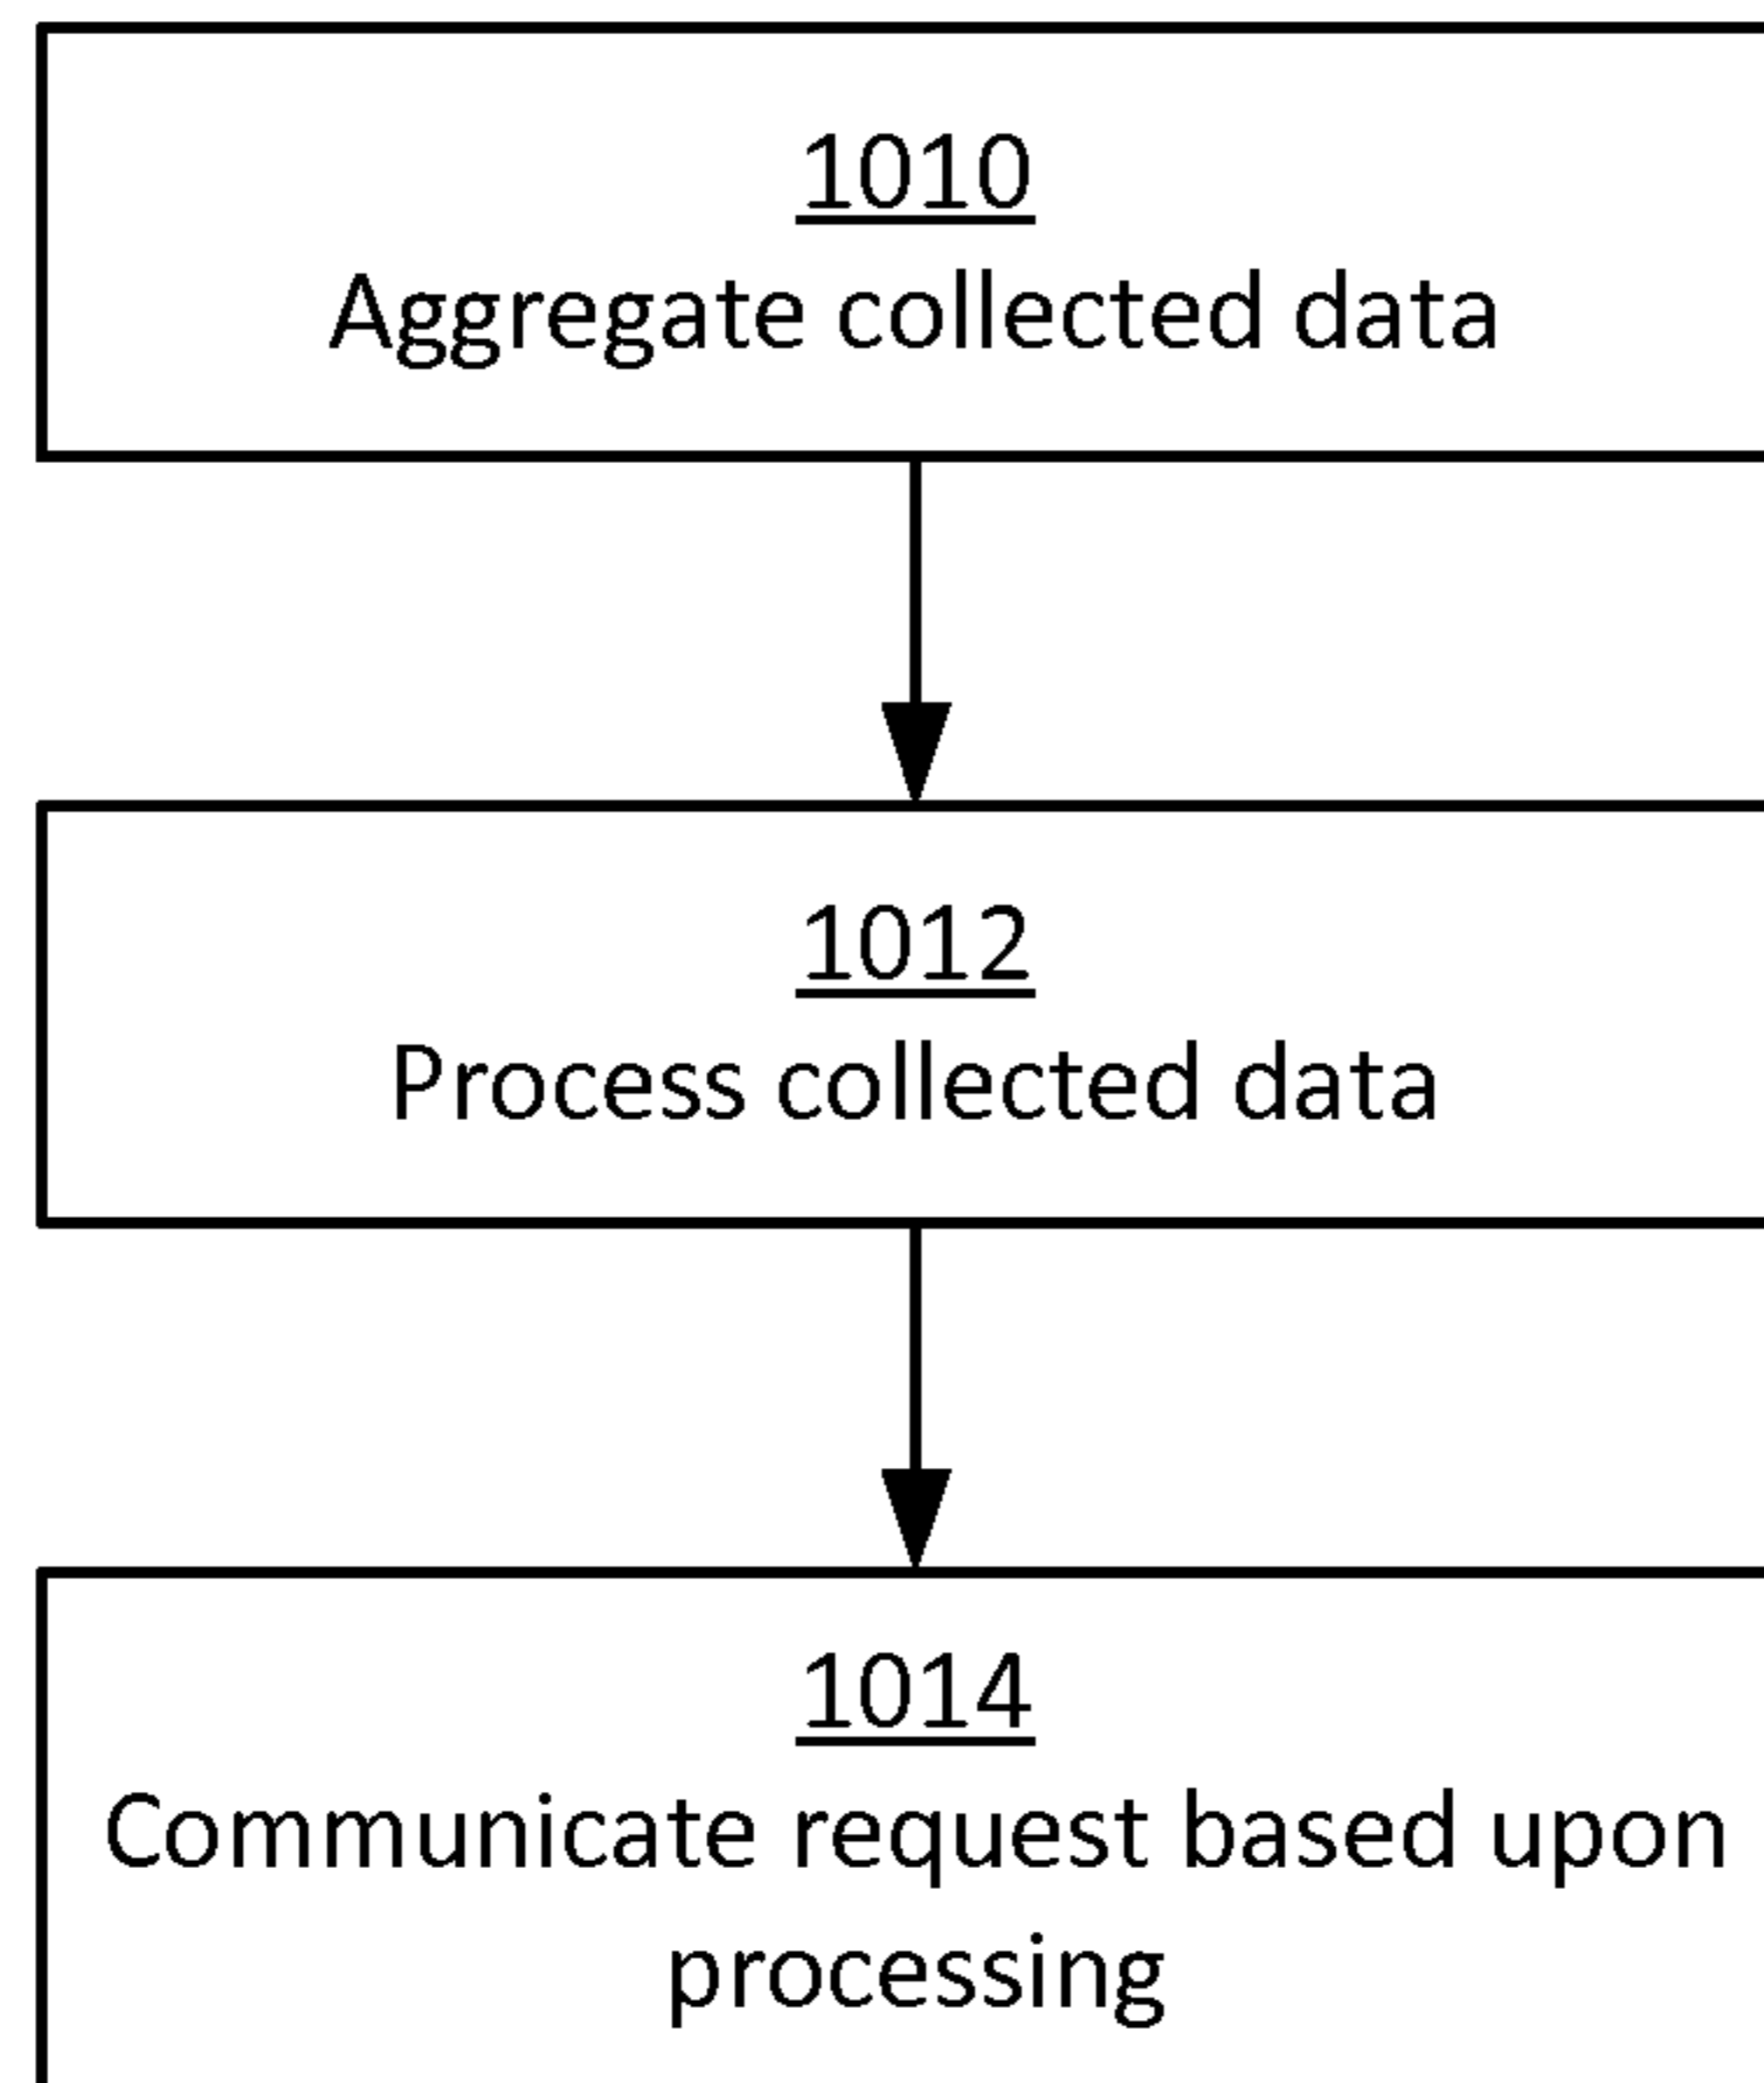 1010
Aggregate collected data
1012
Process collected data
1014
Communicate request based upon
processing